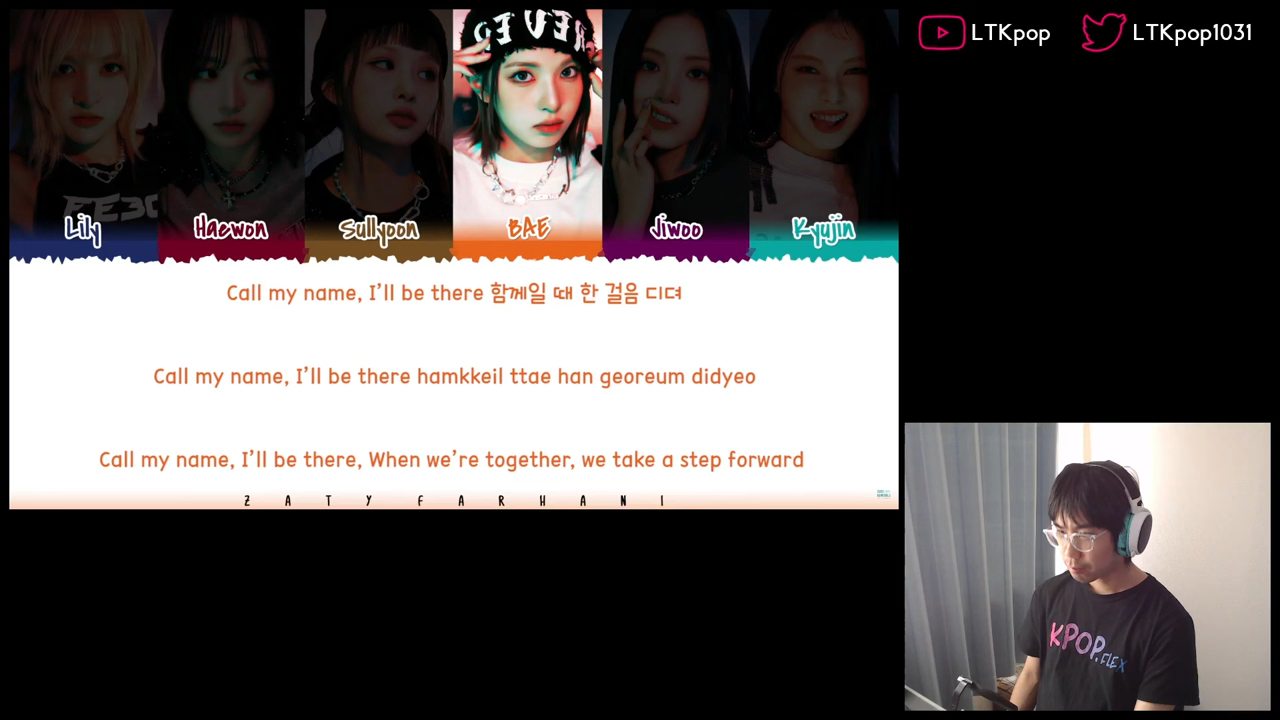 LTKpop
LTKpop1031
Lily
Haewon
Sullyoon
BAE
Jiwoo
Kyujin
Call my name, I'll be there 함께일 때 한 걸음 디뎌
Call my name, I'll be there hamkkeil ttae han georeum didyeo
Call my name, I'll be there, When we're together, we take a step forward
ZATY FARHANI
KPOP.FLEX